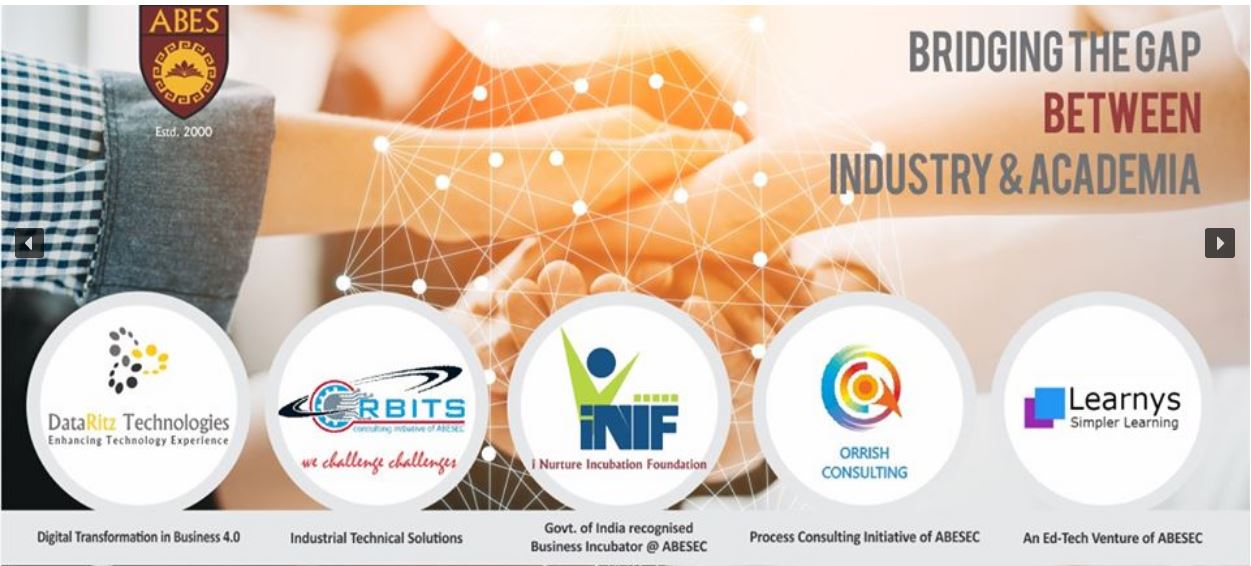 ABES
Estd. 2000
BRIDGING THE GAP
BETWEEN
INDUSTRY & ACADEMIA
DataRitz Technologies
Enhancing Technology Experience
ORBITS
consulting initiative of ABESEC
we challenge challenges
iNIF
i Nurture Incubation Foundation
ORRISH
CONSULTING
Learnys
Simpler Learning
Digital Transformation in Business 4.0
Industrial Technical Solutions
Govt. of India recognised
Business Incubator @ ABESEC
Process Consulting Initiative of ABESEC
An Ed-Tech Venture of ABESEC